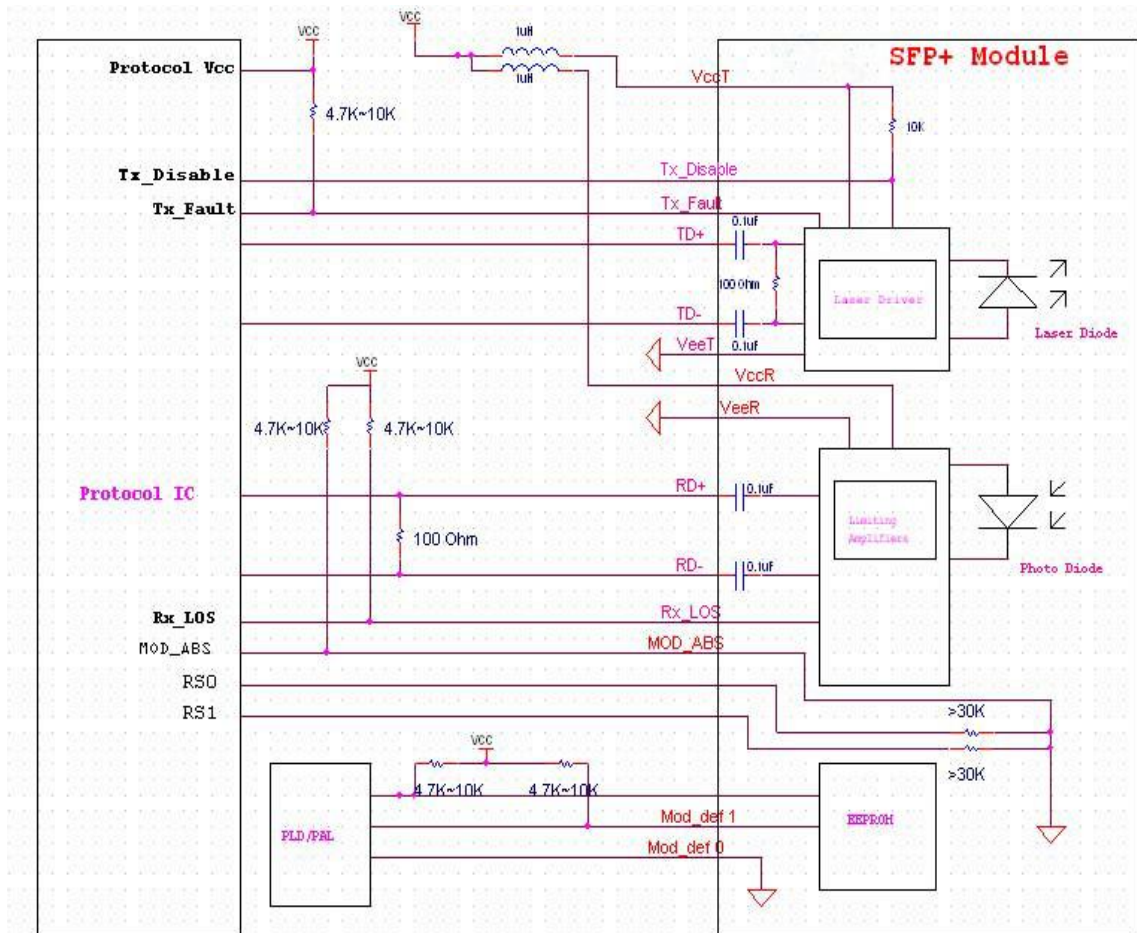 VCC
VCC
1uH
1uH
Protocol Vcc
SFP+ Module
VccT
4.7K~10K
10K
Tx_Disable
Tx_Disable
Tx_Fault
Tx_Fault
0.1uF
TD+
100 Ohm
Laser Driver
TD-
Laser Diode
VeeT
0.1uF
VCC
VccR
VeeR
4.7K~10K
4.7K~10K
Protocol IC
RD+
0.1uF
Limiting
Amplifiers
100 Ohm
RD-
0.1uF
Photo Diode
Rx_LOS
Rx_LOS
MOD_ABS
MOD_ABS
RS0
RS1
>30K
VCC
>30K
4.7K~10K
4.7K~10K
Mod_def 1
EEPROM
PLD/PAL
Mod_def 0